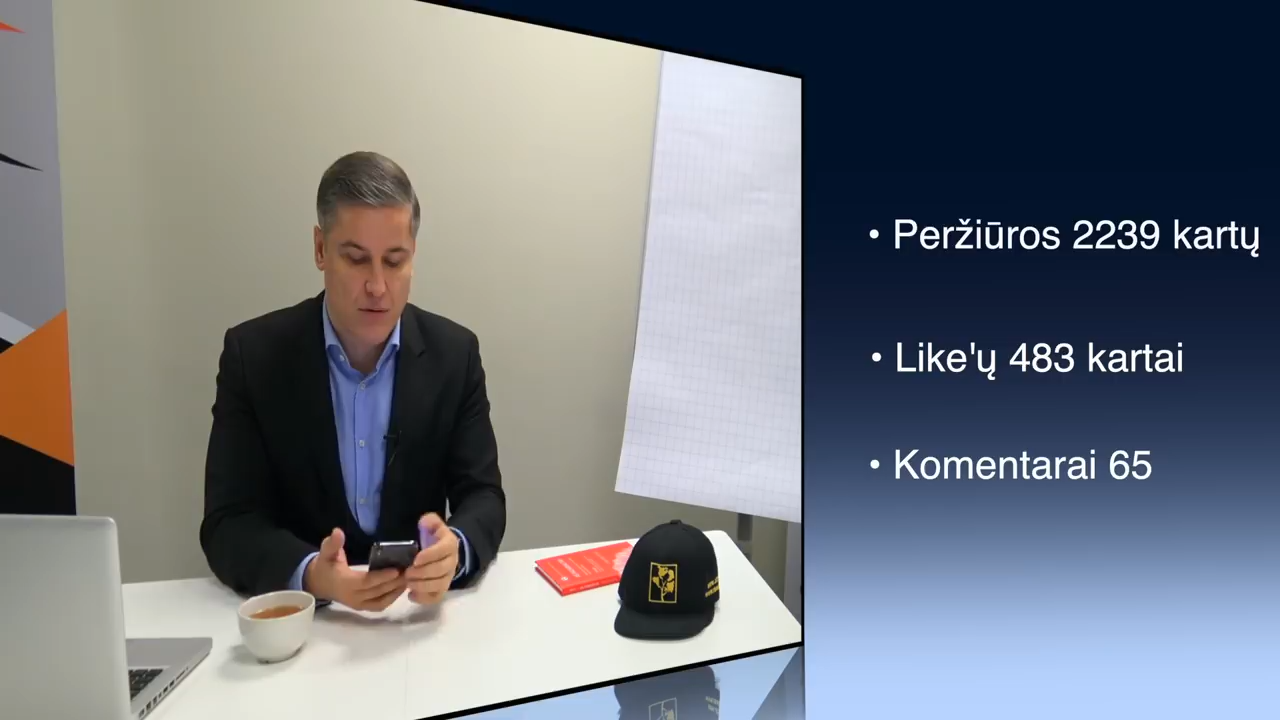 • Peržiūros 2239 kartų
• Like'ų 483 kartai
• Komentarai 65